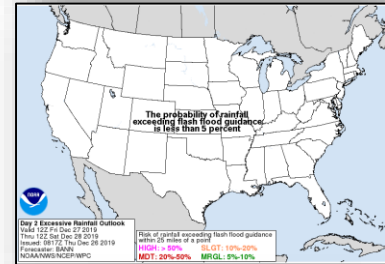 The probability of rainfall
exceeding flash flood guidance
is less than 5 percent
NOAA
Day 2 Excessive Rainfall Outlook
Valid 12Z Fri Dec 27 2019
Thru 12Z Sat Dec 28 2019
Issued: 0817Z Thu Dec 26 2019
Forecaster: BANN
NOAA/NWS/NCEP/WPC
Risk of rainfall exceeding flash flood guidance
within 25 miles of a point
HIGH: > 50% SLGT: 10%-20%
MDT: 20%-50% MRGL: 5%-10%